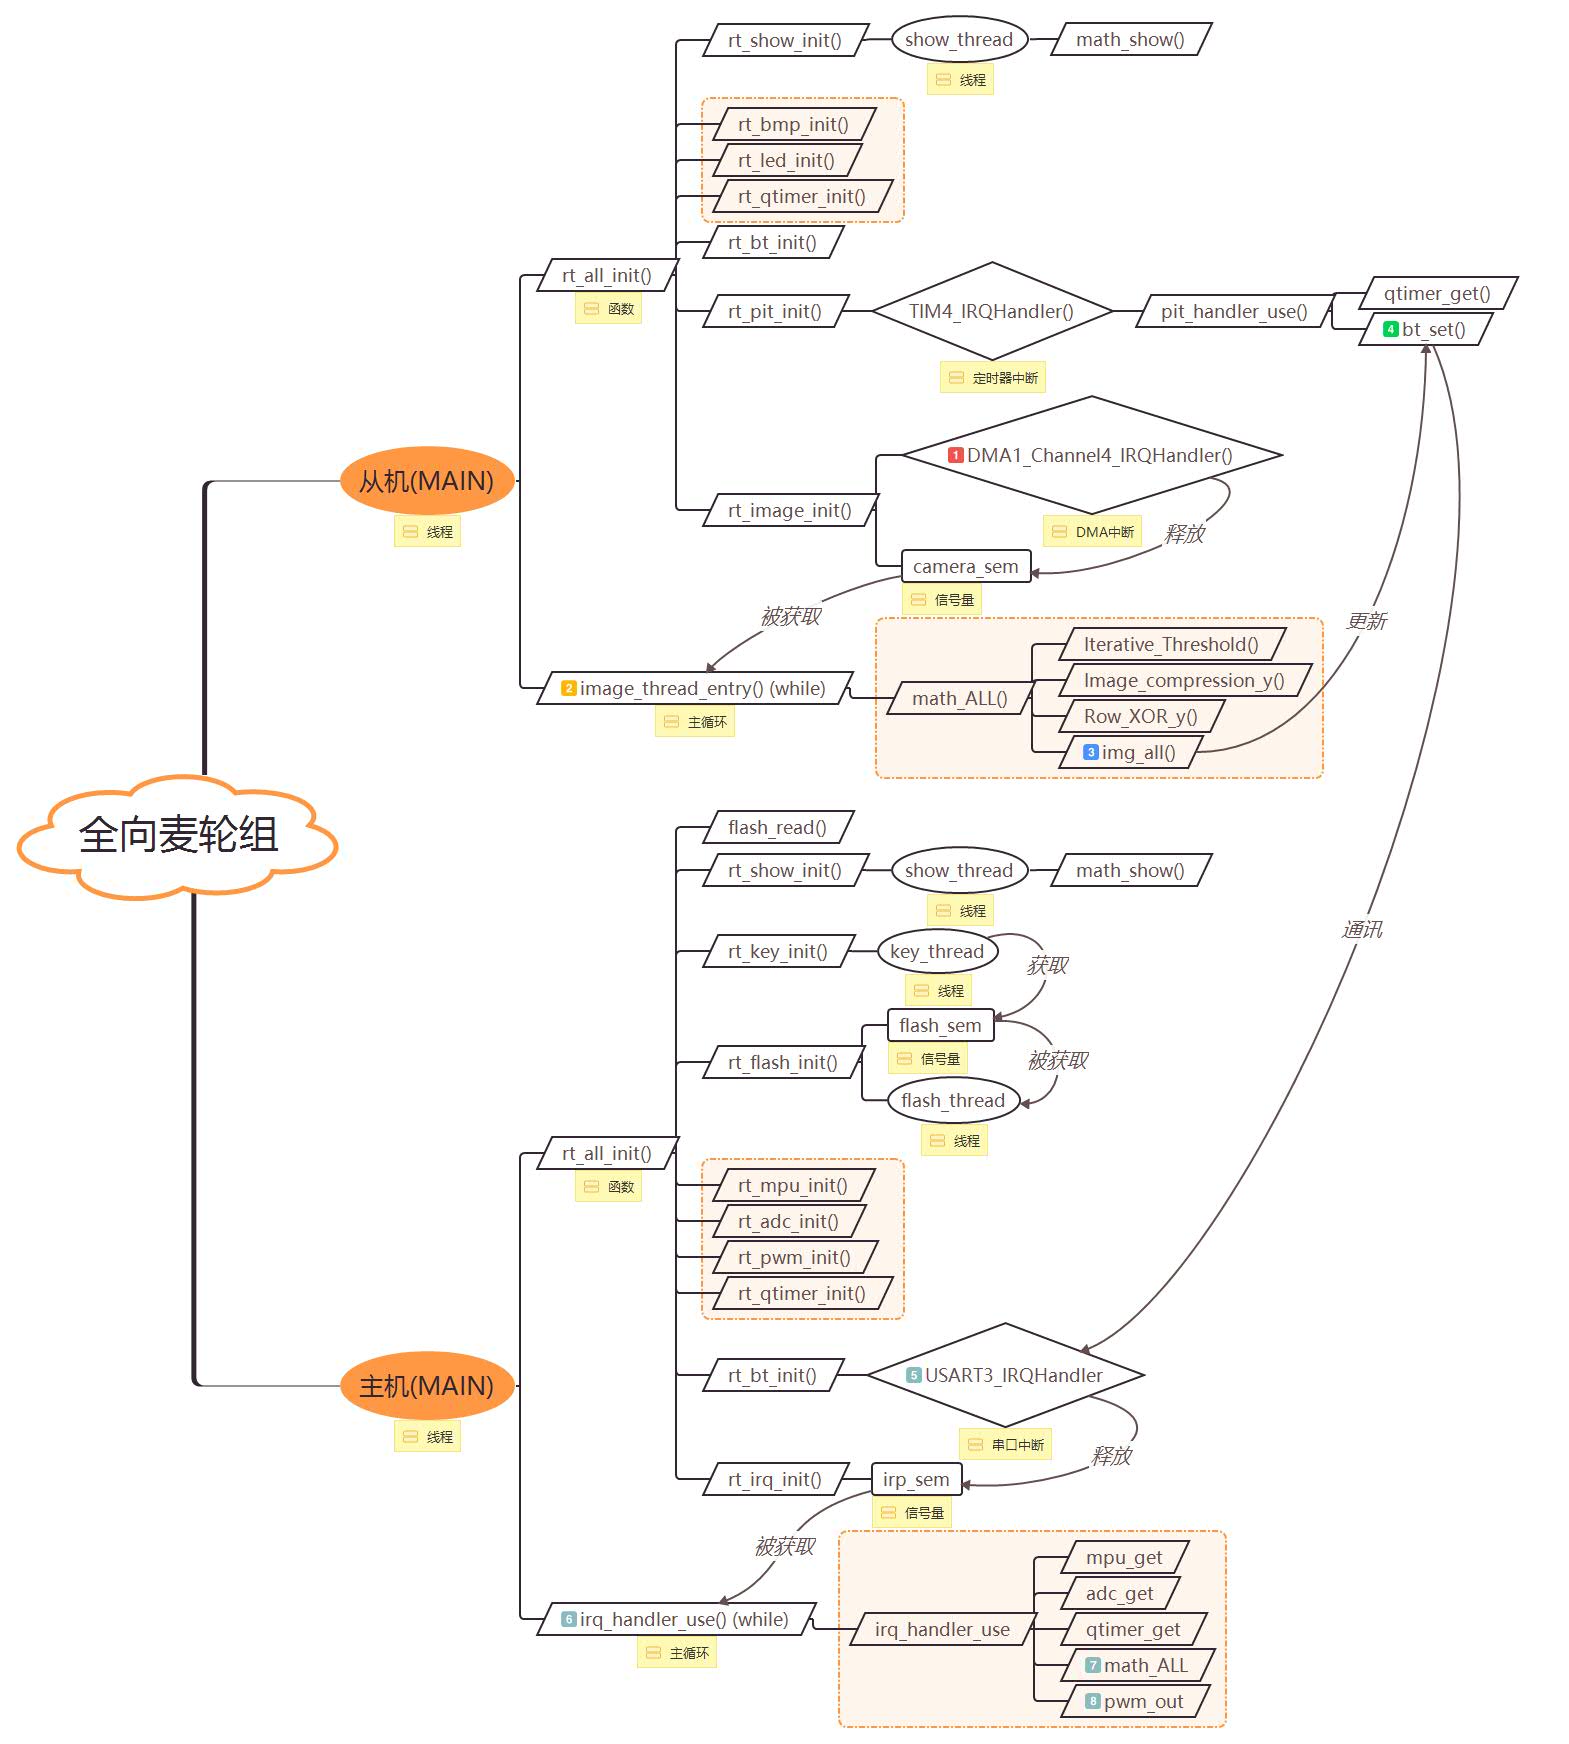 全向麦轮组
从机(MAIN)
线程
rt_all_init()
函数
rt_show_init()
show_thread
线程
math_show()
rt_bmp_init()
rt_led_init()
rt_qtimer_init()
rt_bt_init()
rt_pit_init()
TIM4_IRQHandler()
定时器中断
pit_handler_use()
qtimer_get()
4 bt_set()
rt_image_init()
1 DMA1_Channel4_IRQHandler()
DMA中断
释放
camera_sem
信号量
被获取
2 image_thread_entry() (while)
主循环
math_ALL()
Iterative_Threshold()
Image_compression_y()
Row_XOR_y()
3 img_all()
更新
通讯
主机(MAIN)
线程
rt_all_init()
函数
flash_read()
rt_show_init()
show_thread
线程
math_show()
rt_key_init()
key_thread
线程
获取
rt_flash_init()
flash_sem
信号量
被获取
flash_thread
线程
rt_mpu_init()
rt_adc_init()
rt_pwm_init()
rt_qtimer_init()
rt_bt_init()
5 USART3_IRQHandler
串口中断
释放
rt_irq_init()
irp_sem
信号量
被获取
6 irq_handler_use() (while)
主循环
irq_handler_use
mpu_get
adc_get
qtimer_get
7 math_ALL
8 pwm_out